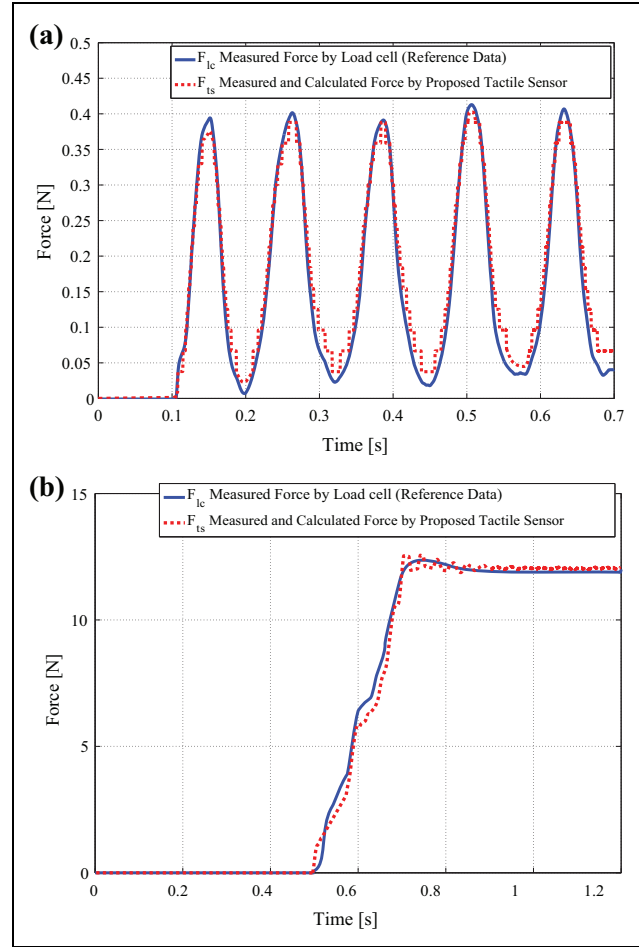 (a)
0.5
0.45
0.4
0.35
0.3
0.25
0.2
0.15
0.1
0.05
0
Force [N]
F_lc Measured Force by Load cell (Reference Data)
F_ts Measured and Calculated Force by Proposed Tactile Sensor
0 0.1 0.2 0.3 0.4 0.5 0.6 0.7
Time [s]
(b)
15
10
5
0
Force [N]
F_lc Measured Force by Load cell (Reference Data)
F_ts Measured and Calculated Force by Proposed Tactile Sensor
0 0.2 0.4 0.6 0.8 1 1.2
Time [s]